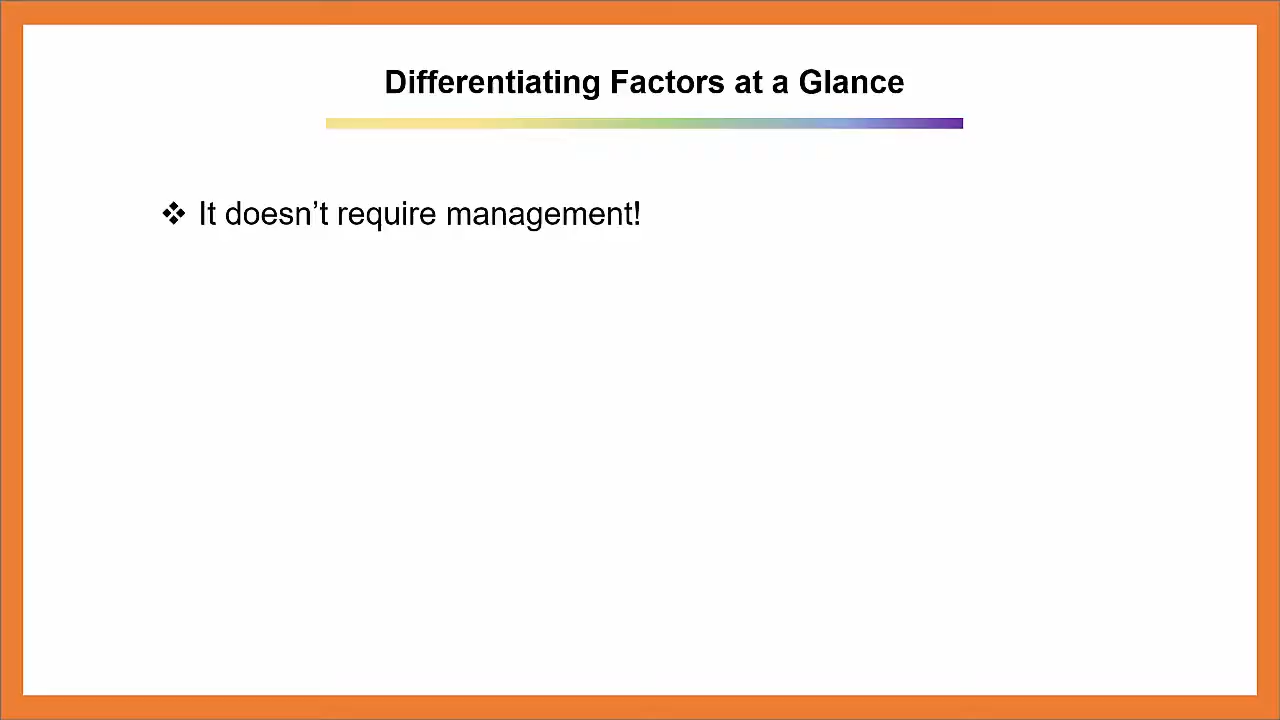 Differentiating Factors at a Glance
❖ It doesn’t require management!